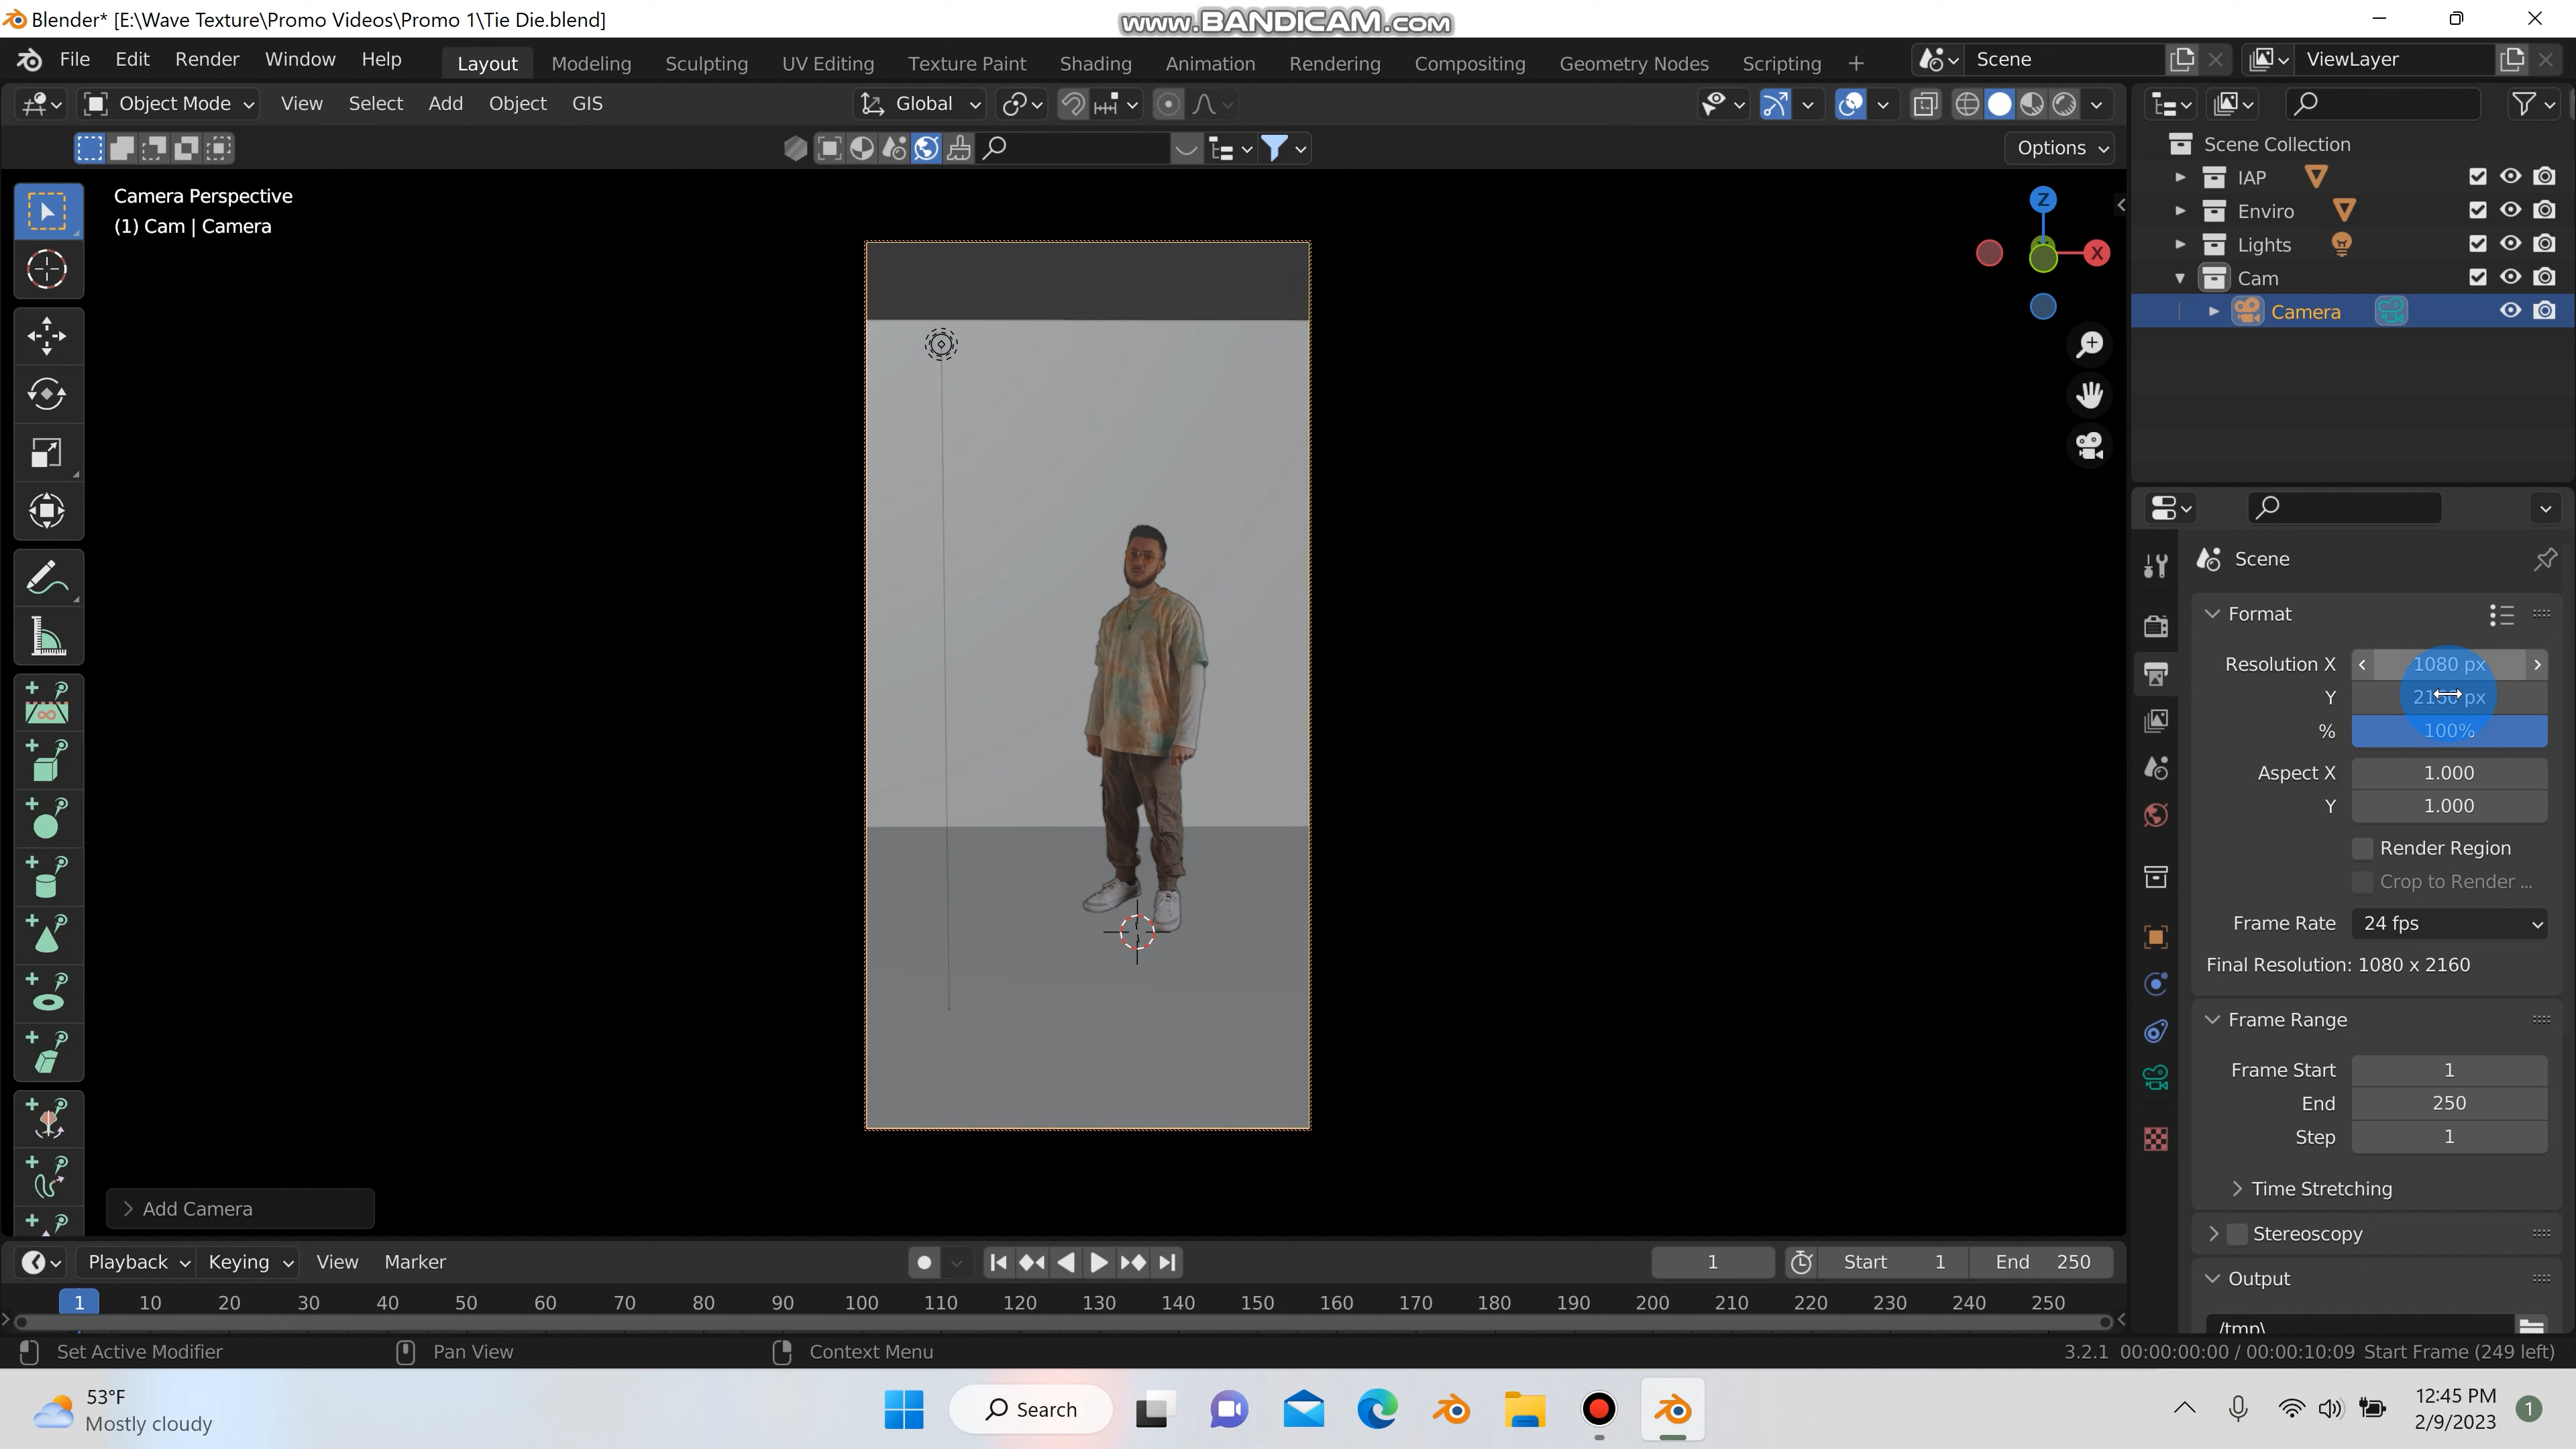 Blender* [E:\Wave Texture\Promo Videos\Promo 1\Tie Die.blend]
www.BANDICAM.com
File Edit Render Window Help
Layout Modeling Sculpting UV Editing Texture Paint Shading Animation Rendering Compositing Geometry Nodes Scripting +
Scene
ViewLayer
Object Mode View Select Add Object GIS
Global
Options
Camera Perspective
(1) Cam | Camera
Z
X
Scene Collection
IAP
Enviro
Lights
Cam
Camera
Scene
Format
Resolution X 1080 px
Y 2160 px
% 100%
Aspect X 1.000
Y 1.000
Render Region
Crop to Render ...
Frame Rate 24 fps
Final Resolution: 1080 x 2160
Frame Range
Frame Start 1
End 250
Step 1
Time Stretching
Stereoscopy
Output
/tmp\
Add Camera
Playback Keying View Marker
1 Start 1 End 250
1 10 20 30 40 50 60 70 80 90 100 110 120 130 140 150 160 170 180 190 200 210 220 230 240 250
Set Active Modifier Pan View Context Menu
3.2.1 00:00:00:00 / 00:00:10:09 Start Frame (249 left)
53°F
Mostly cloudy
Search
12:45 PM
2/9/2023
1